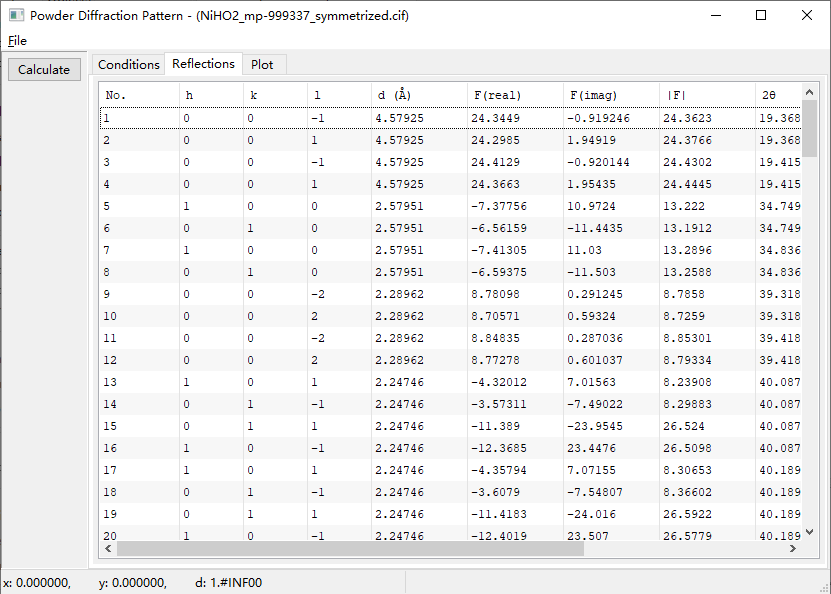 Powder Diffraction Pattern - (NiHO2_mp-999337_symmetrized.cif)
File
Calculate
Conditions Reflections Plot
No. h k l d (Å) F(real) F(imag) |F| 2θ
1 0 0 -1 4.57925 24.3449 -0.919246 24.3623 19.368
2 0 0 1 4.57925 24.2985 1.94919 24.3766 19.368
3 0 0 -1 4.57925 24.4129 -0.920144 24.4302 19.415
4 0 0 1 4.57925 24.3663 1.95435 24.4445 19.415
5 1 0 0 2.57951 -7.37756 10.9724 13.222 34.749
6 0 1 0 2.57951 -6.56159 -11.4435 13.1912 34.749
7 1 0 0 2.57951 -7.41305 11.03 13.2896 34.836
8 0 1 0 2.57951 -6.59375 -11.503 13.2588 34.836
9 0 0 -2 2.28962 8.78098 0.291245 8.7858 39.318
10 0 0 2 2.28962 8.70571 0.59324 8.7259 39.318
11 0 0 -2 2.28962 8.84835 0.287036 8.85301 39.418
12 0 0 2 2.28962 8.77278 0.601037 8.79334 39.418
13 1 0 1 2.24746 -4.32012 7.01563 8.23908 40.087
14 0 1 -1 2.24746 -3.57311 -7.49022 8.29883 40.087
15 0 1 1 2.24746 -11.389 -23.9545 26.524 40.087
16 1 0 -1 2.24746 -12.3685 23.4476 26.5098 40.087
17 1 0 1 2.24746 -4.35794 7.07155 8.30653 40.189
18 0 1 -1 2.24746 -3.6079 -7.54807 8.36602 40.189
19 0 1 1 2.24746 -11.4183 -24.016 26.5922 40.189
20 1 0 -1 2.24746 -12.4019 23.507 26.5779 40.189
x: 0.000000, y: 0.000000, d: 1.#INF00